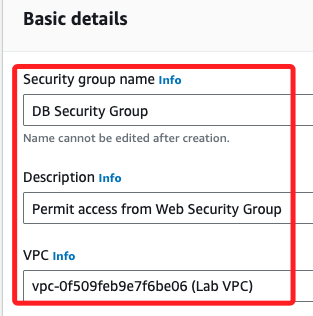 Basic details
Security group name Info
DB Security Group
Name cannot be edited after creation.
Description Info
Permit access from Web Security Group
VPC Info
vpc-0f509feb9e7f6be06 (Lab VPC)